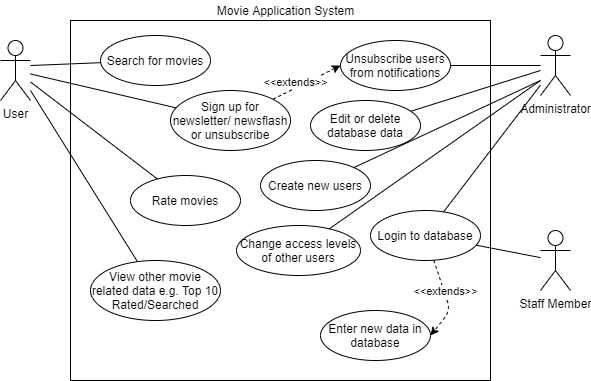 Movie Application System
Search for movies
Unsubscribe users
from notifications
<<extends>>
Sign up for
newsletter/ newsflash
or unsubscribe
User
Administrator
Edit or delete
database data
Create new users
Rate movies
Change access levels
of other users
Login to database
View other movie
related data e.g. Top 10
Rated/Searched
<<extends>>
Staff Member
Enter new data in
database